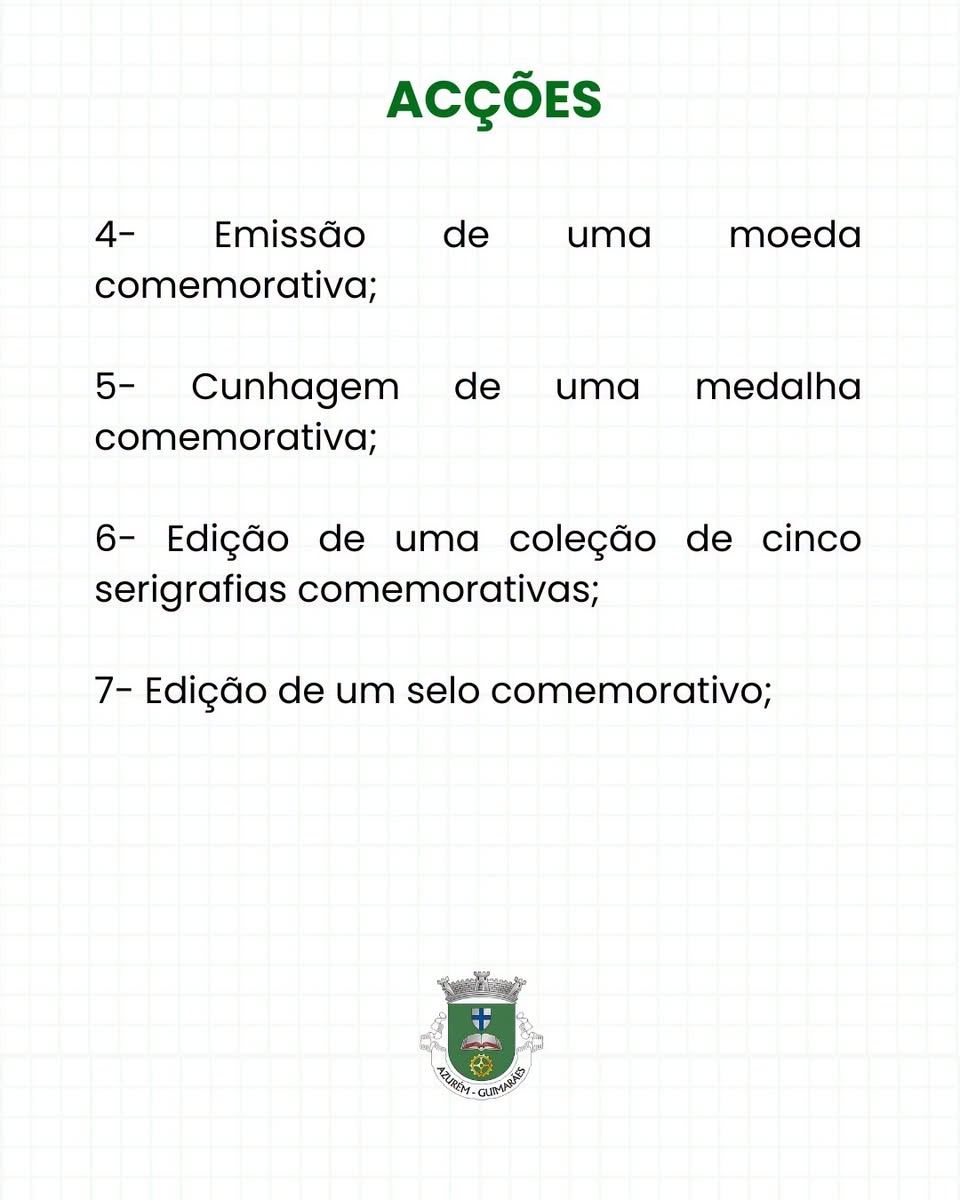 ACÇÕES
4- Emissão de uma moeda
comemorativa;
5- Cunhagem de uma medalha
comemorativa;
6- Edição de uma coleção de cinco
serigrafias comemorativas;
7- Edição de um selo comemorativo;
AZURÉM - GUIMARÃES